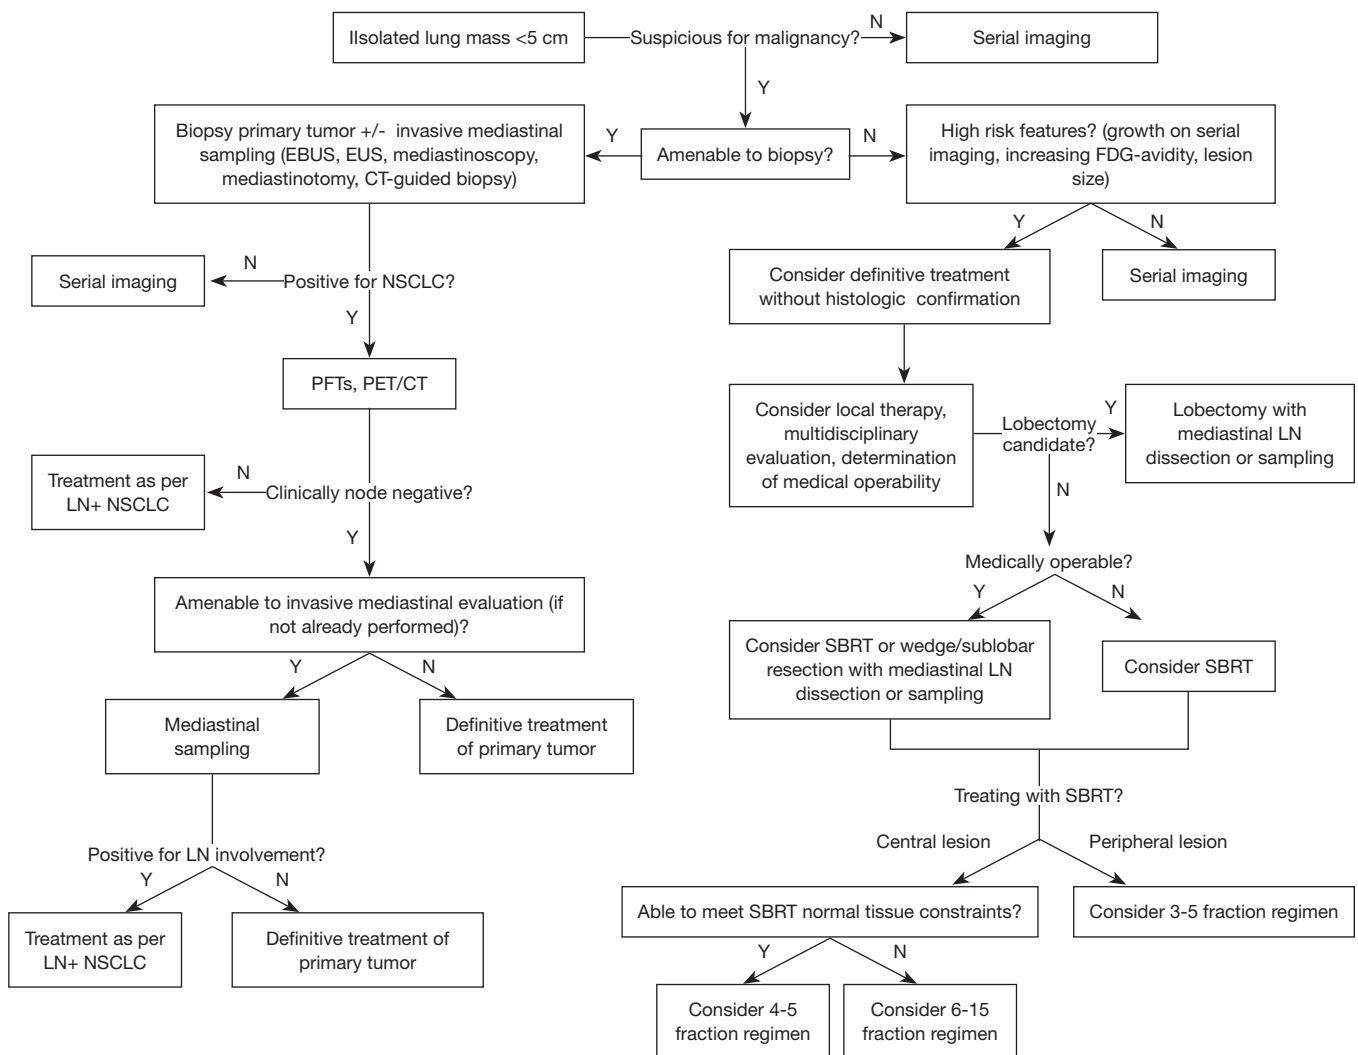 IIsolated lung mass <5 cm
Suspicious for malignancy?
N
Serial imaging
Y
Biopsy primary tumor +/- invasive mediastinal
sampling (EBUS, EUS, mediastinoscopy,
mediastinotomy, CT-guided biopsy)
Y
Amenable to biopsy?
N
High risk features? (growth on serial
imaging, increasing FDG-avidity, lesion
size)
Y
N
Serial imaging
N
Positive for NSCLC?
Y
Consider definitive treatment
without histologic confirmation
Serial imaging
PFTs, PET/CT
Consider local therapy,
multidisciplinary
evaluation, determination
of medical operability
Lobectomy
candidate?
Y
Lobectomy with
mediastinal LN
dissection or sampling
N
Treatment as per
LN+ NSCLC
N
Clinically node negative?
Y
Medically operable?
Y
N
Amenable to invasive mediastinal evaluation (if
not already performed)?
Y
N
Consider SBRT or wedge/sublobar
resection with mediastinal LN
dissection or sampling
Consider SBRT
Mediastinal
sampling
Definitive treatment
of primary tumor
Treating with SBRT?
Central lesion
Peripheral lesion
Positive for LN involvement?
Y
N
Treatment as per
LN+ NSCLC
Definitive treatment of
primary tumor
Able to meet SBRT normal tissue constraints?
Consider 3-5 fraction regimen
Y
N
Consider 4-5
fraction regimen
Consider 6-15
fraction regimen